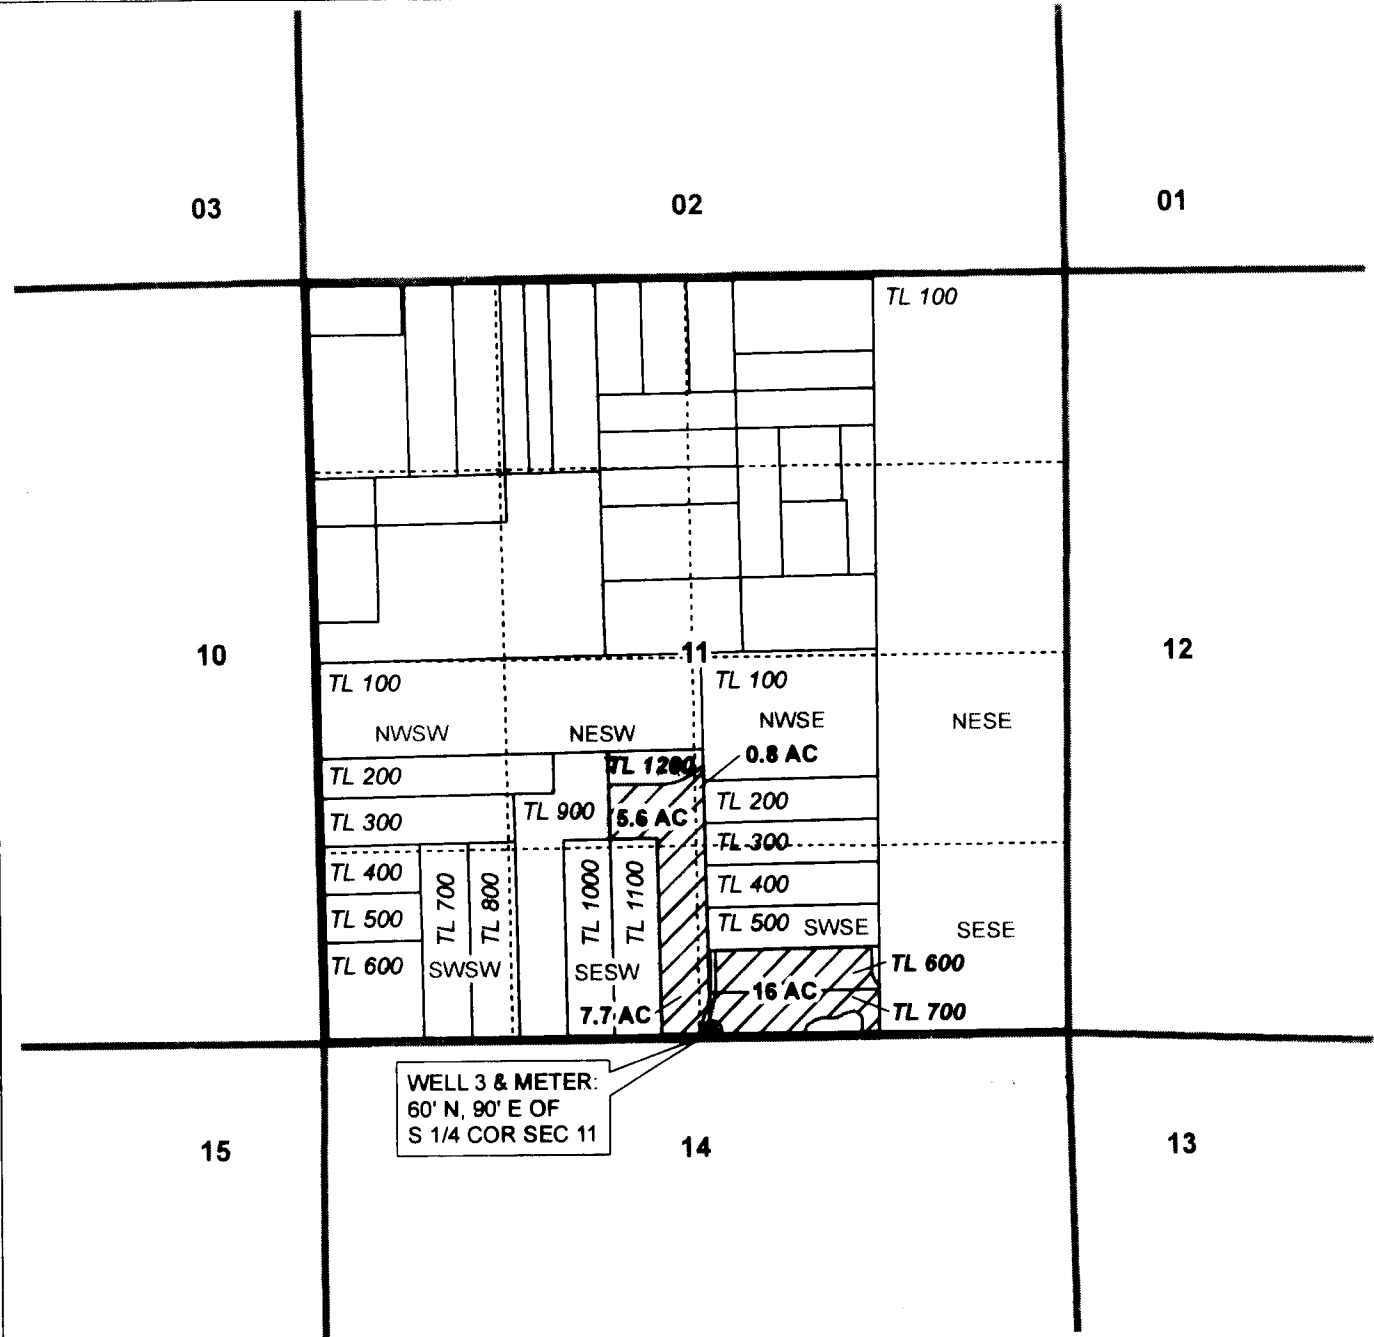 03
02
01
TL 100
10
11
12
TL 100
TL 100
NWSW
NESW
NWSE
NESE
0.8 AC
TL 1200
TL 200
TL 200
TL 300
TL 900
5.6 AC
TL 300
TL 400
TL 700
TL 800
TL 1000
TL 1100
TL 400
TL 500
TL 500
SWSE
SESE
TL 600
SWSW
SESW
TL 600
16 AC
7.7 AC
TL 700
WELL 3 & METER:
60' N, 90' E OF
S 1/4 COR SEC 11
15
14
13